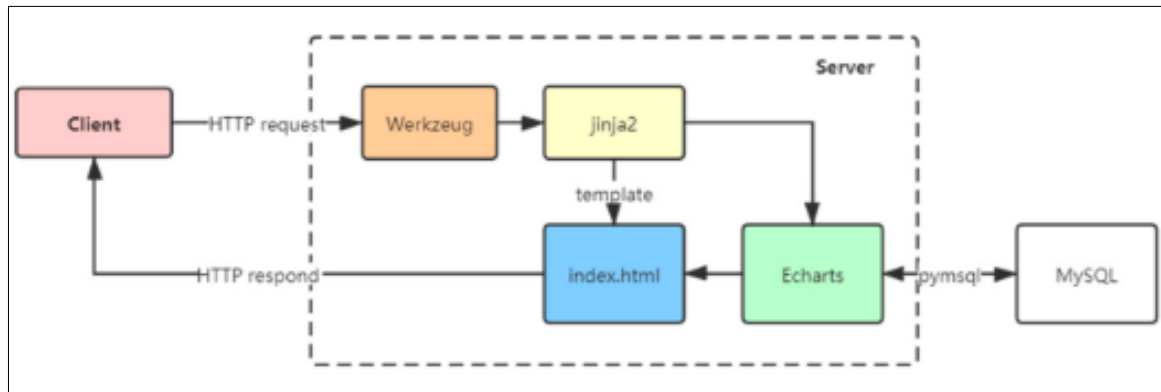 Server
Client
HTTP request
Werkzeug
jinja2
template
HTTP respond
index.html
Echarts
pymsql
MySQL